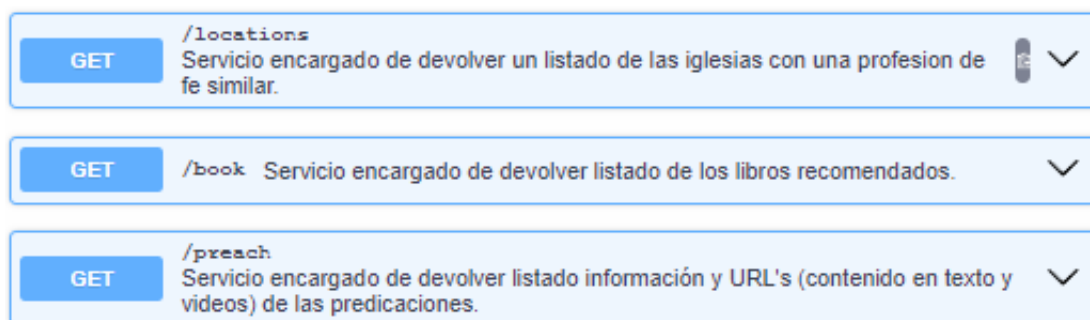 GET
/locations
Servicio encargado de devolver un listado de las iglesias con una profesion de
fe similar.
GET
/book Servicio encargado de devolver listado de los libros recomendados.
GET
/preach
Servicio encargado de devolver listado información y URL's (contenido en texto y
videos) de las predicaciones.